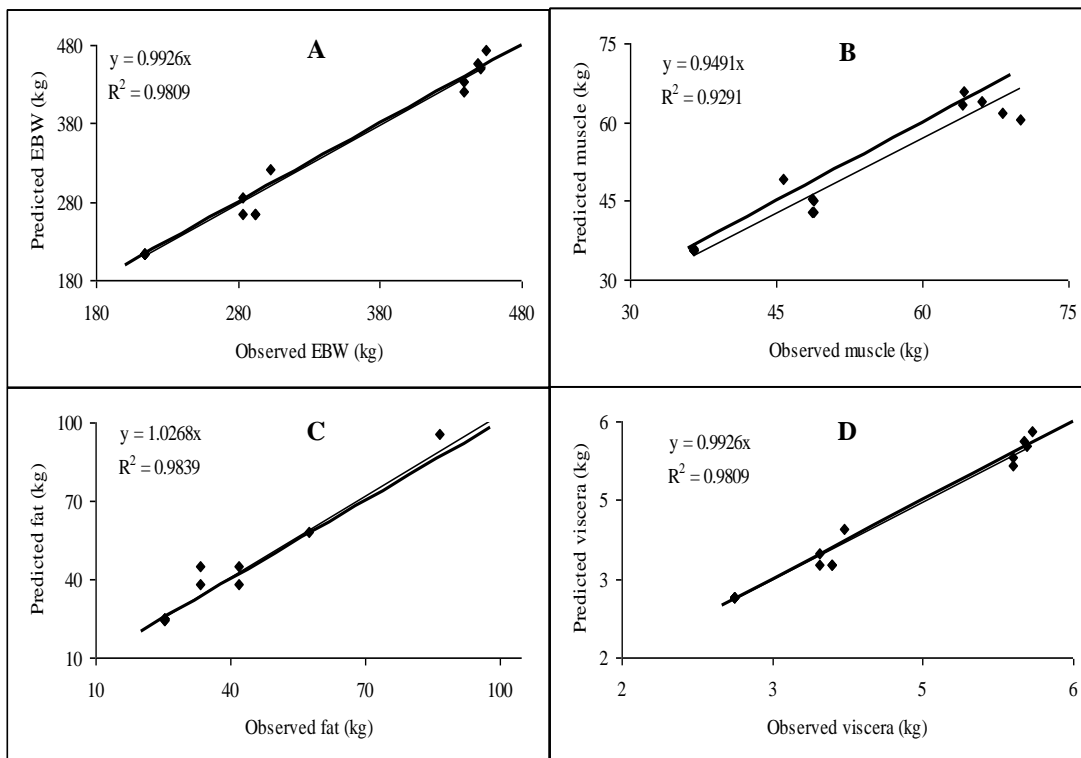 A
y = 0.9926x
R² = 0.9809
Predicted EBW (kg)
480
380
280
180
180 280 380 480
Observed EBW (kg)
B
y = 0.9491x
R² = 0.9291
Predicted muscle (kg)
75
60
45
30
30 45 60 75
Observed muscle (kg)
C
y = 1.0268x
R² = 0.9839
Predicted fat (kg)
100
70
40
10
10 40 70 100
Observed fat (kg)
D
y = 0.9926x
R² = 0.9809
Predicted viscera (kg)
6
5
3
2
2 3 5 6
Observed viscera (kg)